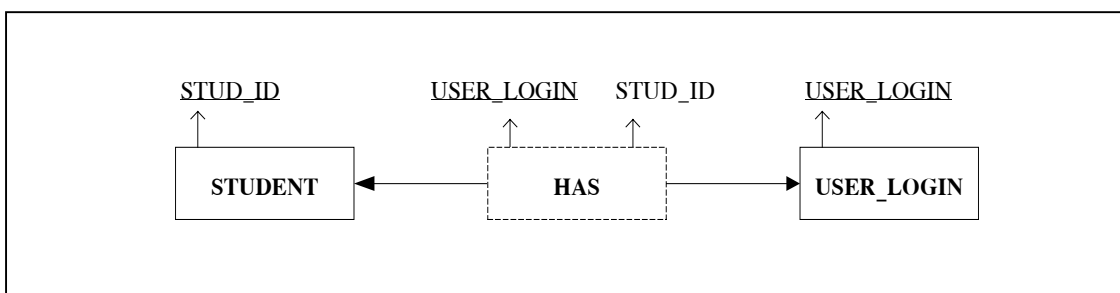 STUD_ID USER_LOGIN STUD_ID USER_LOGIN
STUDENT HAS USER_LOGIN